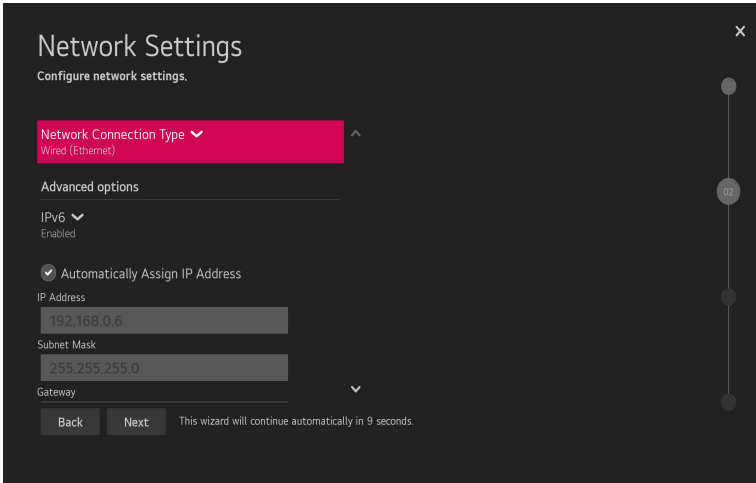 Network Settings
Configure network settings.
Network Connection Type
Wired (Ethernet)
Advanced options
02
IPv6
Enabled
Automatically Assign IP Address
IP Address
192.168.0.6
Subnet Mask
255.255.255.0
Gateway
Back Next This wizard will continue automatically in 9 seconds.